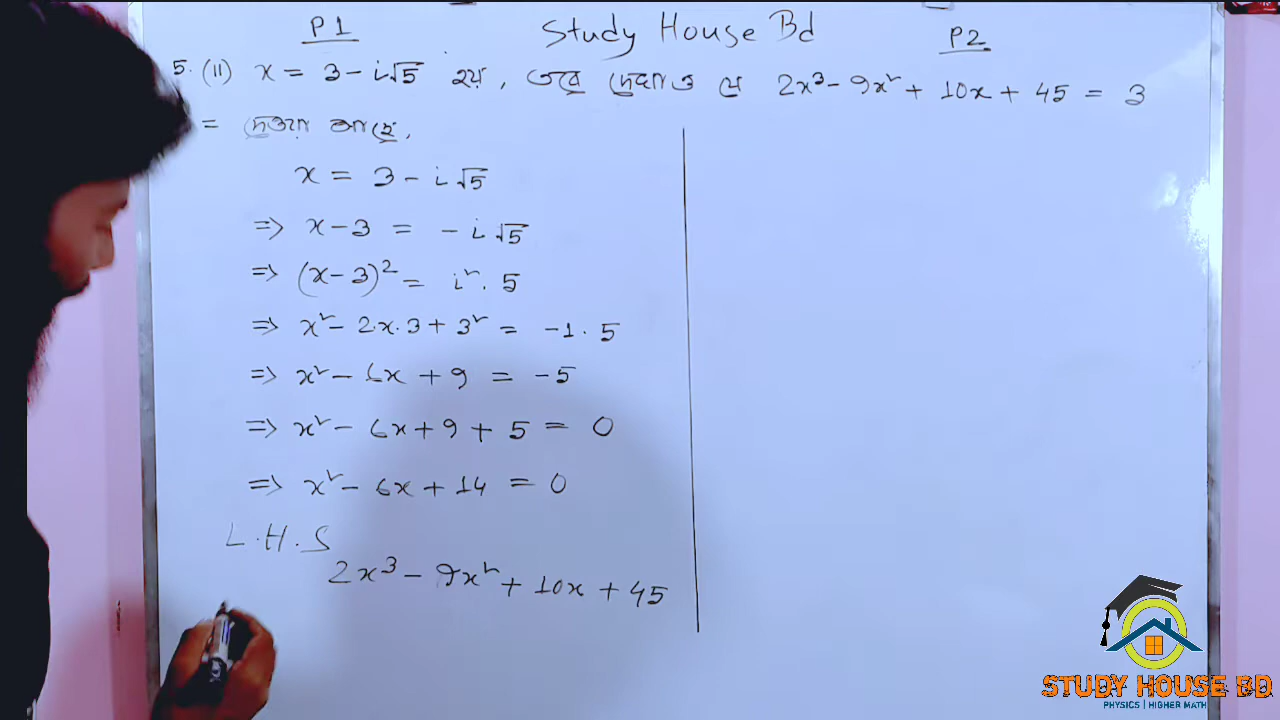 P1
Study House Bd
P2
5. (II) x = 3 - i√5 হয়, তবে দেখাও যে 2x³ - 9x² + 10x + 45 = 3
= দেওয়া আছে,
x = 3 - i√5
=> x - 3 = - i√5
=> (x - 3)² = i². 5
=> x² - 2.x.3 + 3² = -1. 5
=> x² - 6x + 9 = -5
=> x² - 6x + 9 + 5 = 0
=> x² - 6x + 14 = 0
L.H.S
2x³ - 9x² + 10x + 45
STUDY HOUSE BD
PHYSICS | HIGHER MATH